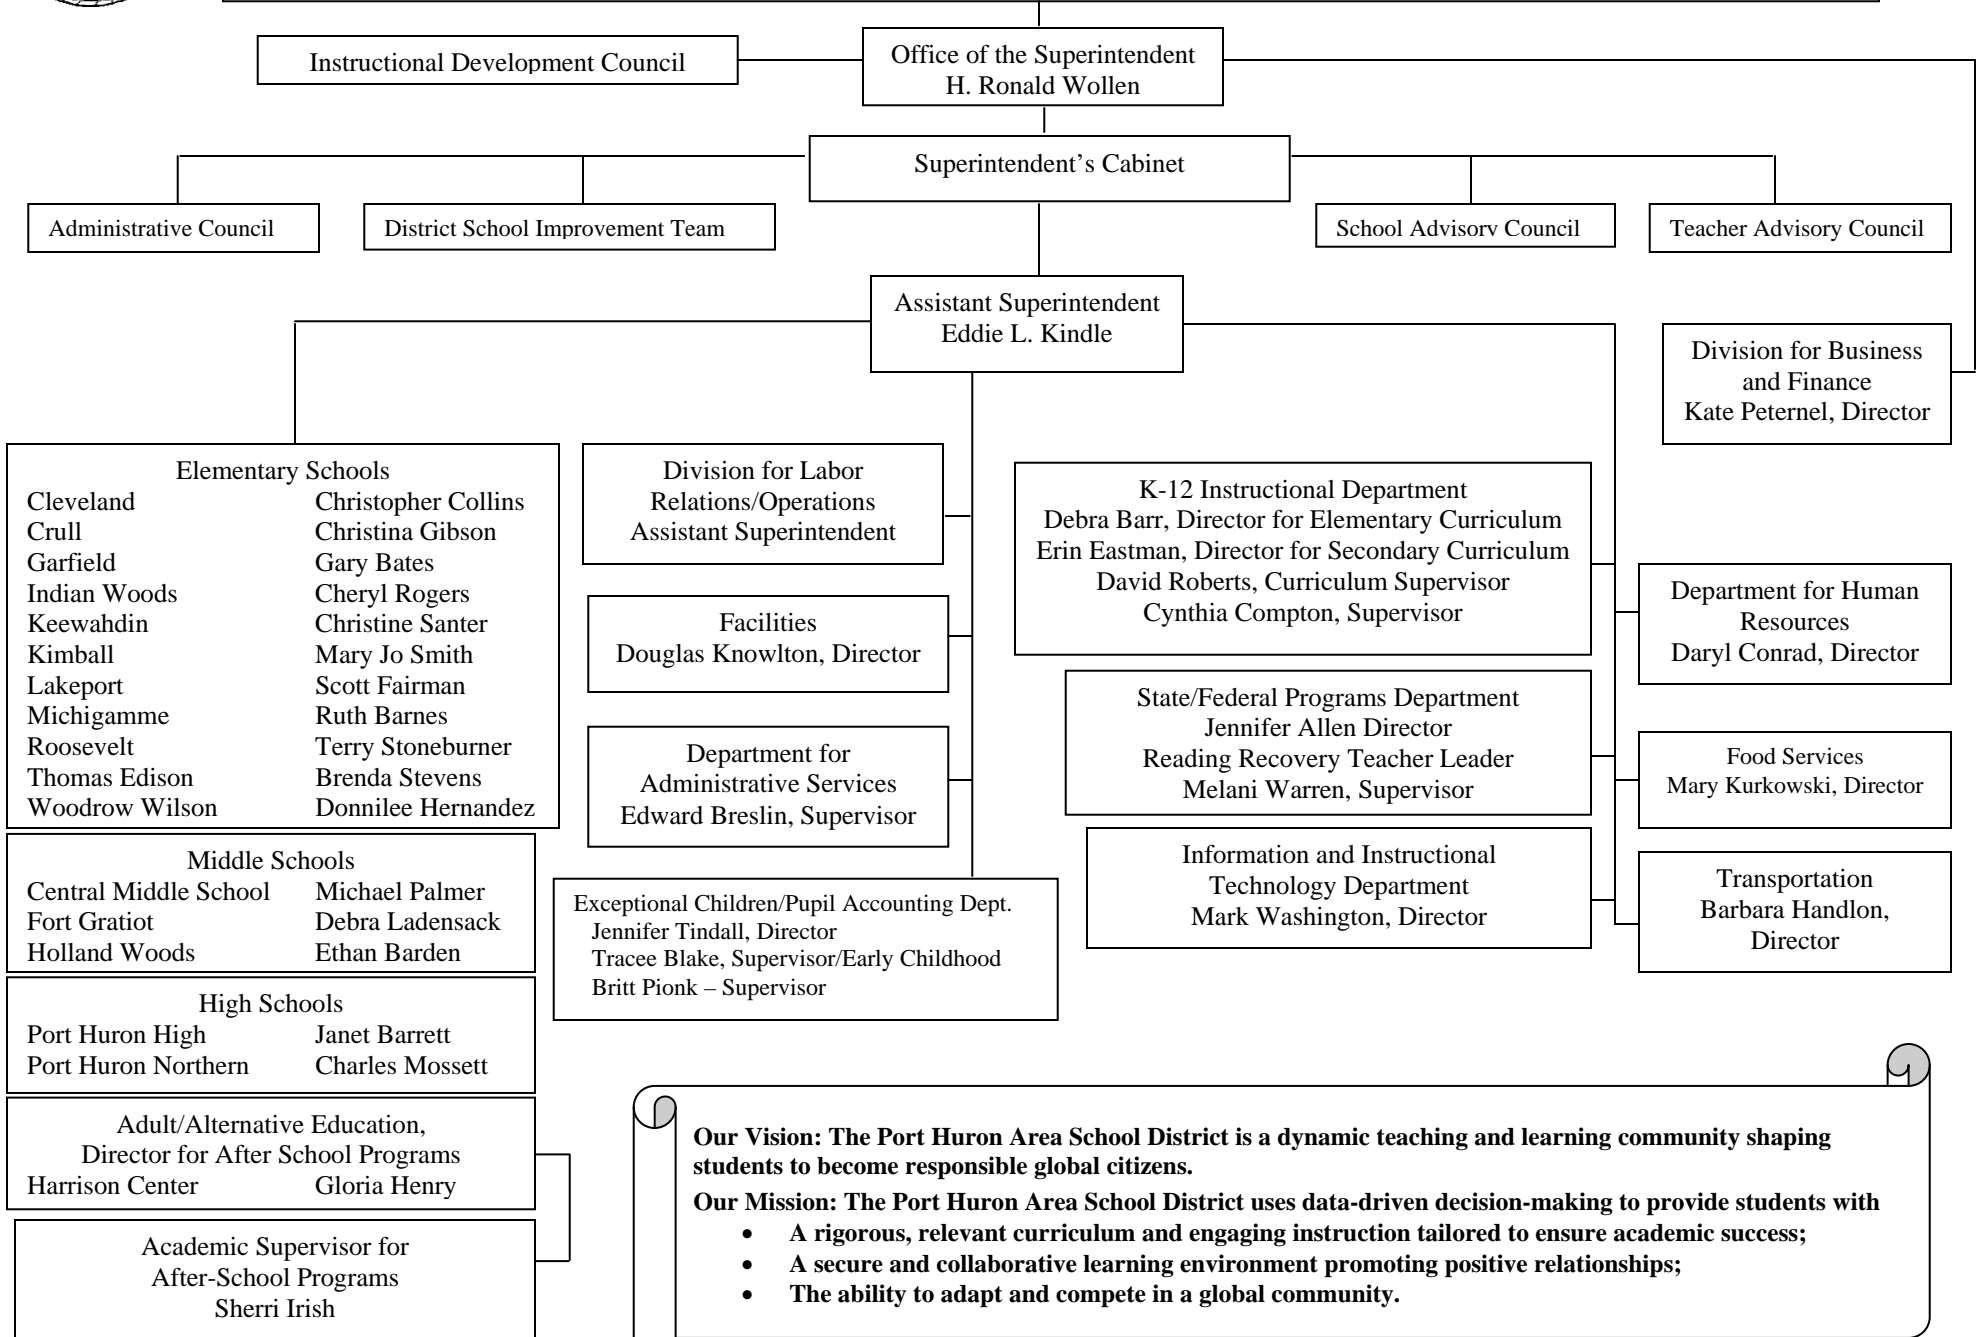 Instructional Development Council
Office of the Superintendent
H. Ronald Wollen
Superintendent’s Cabinet
Administrative Council
District School Improvement Team
School Advisory Council
Teacher Advisory Council
Assistant Superintendent
Eddie L. Kindle
Division for Business
and Finance
Kate Peternel, Director
Elementary Schools
Cleveland Christopher Collins
Crull Christina Gibson
Garfield Gary Bates
Indian Woods Cheryl Rogers
Keewahdin Christine Santer
Kimball Mary Jo Smith
Lakeport Scott Fairman
Michigamme Ruth Barnes
Roosevelt Terry Stoneburner
Thomas Edison Brenda Stevens
Woodrow Wilson Donnilee Hernandez
Middle Schools
Central Middle School Michael Palmer
Fort Gratiot Debra Ladensack
Holland Woods Ethan Barden
High Schools
Port Huron High Janet Barrett
Port Huron Northern Charles Mossett
Adult/Alternative Education,
Director for After School Programs
Harrison Center Gloria Henry
Academic Supervisor for
After-School Programs
Sherri Irish
Division for Labor
Relations/Operations
Assistant Superintendent
Facilities
Douglas Knowlton, Director
Department for
Administrative Services
Edward Breslin, Supervisor
Exceptional Children/Pupil Accounting Dept.
Jennifer Tindall, Director
Tracee Blake, Supervisor/Early Childhood
Britt Pionk – Supervisor
K-12 Instructional Department
Debra Barr, Director for Elementary Curriculum
Erin Eastman, Director for Secondary Curriculum
David Roberts, Curriculum Supervisor
Cynthia Compton, Supervisor
State/Federal Programs Department
Jennifer Allen Director
Reading Recovery Teacher Leader
Melani Warren, Supervisor
Information and Instructional
Technology Department
Mark Washington, Director
Department for Human
Resources
Daryl Conrad, Director
Food Services
Mary Kurkowski, Director
Transportation
Barbara Handlon,
Director
Our Vision: The Port Huron Area School District is a dynamic teaching and learning community shaping
students to become responsible global citizens.
Our Mission: The Port Huron Area School District uses data-driven decision-making to provide students with
• A rigorous, relevant curriculum and engaging instruction tailored to ensure academic success;
• A secure and collaborative learning environment promoting positive relationships;
• The ability to adapt and compete in a global community.